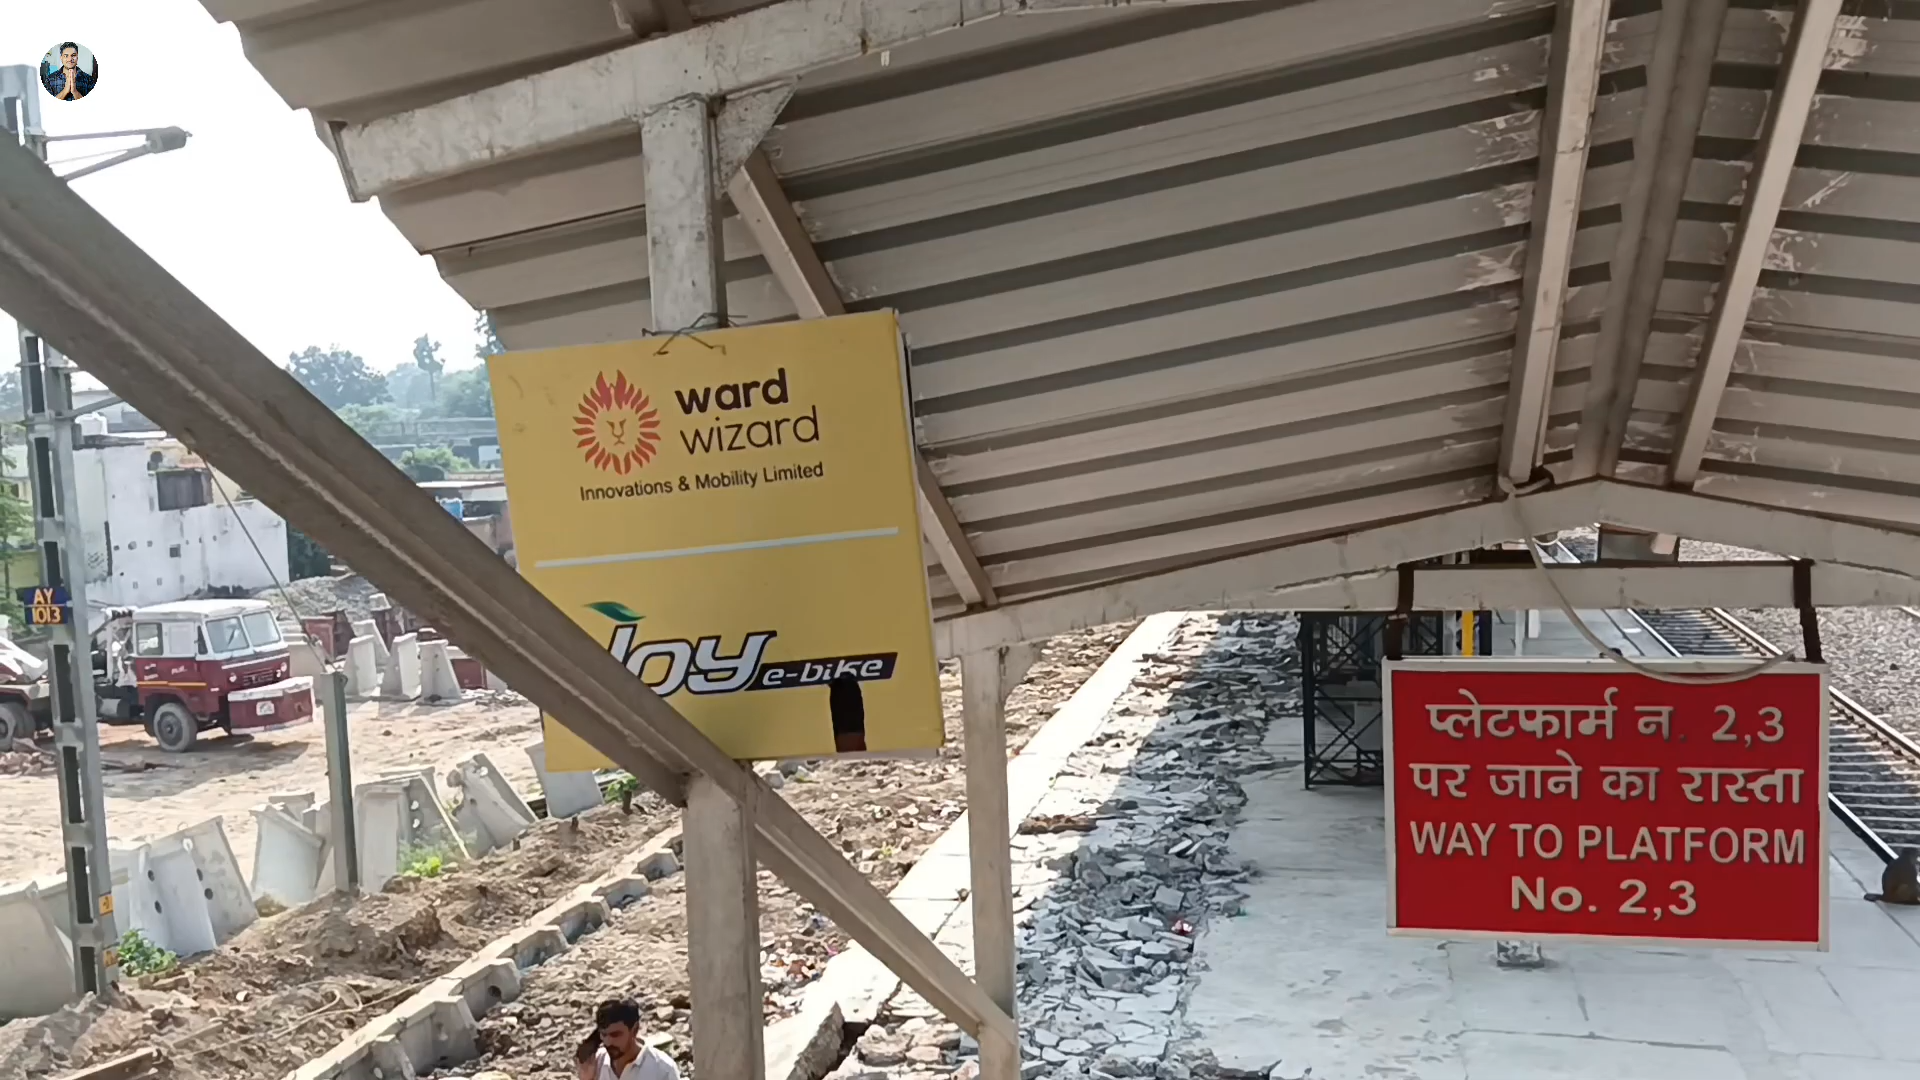 ward
wizard
Innovations & Mobility Limited
Joy e-bike
AY
1013
प्लेटफार्म न. 2,3
पर जाने का रास्ता
WAY TO PLATFORM
No. 2,3